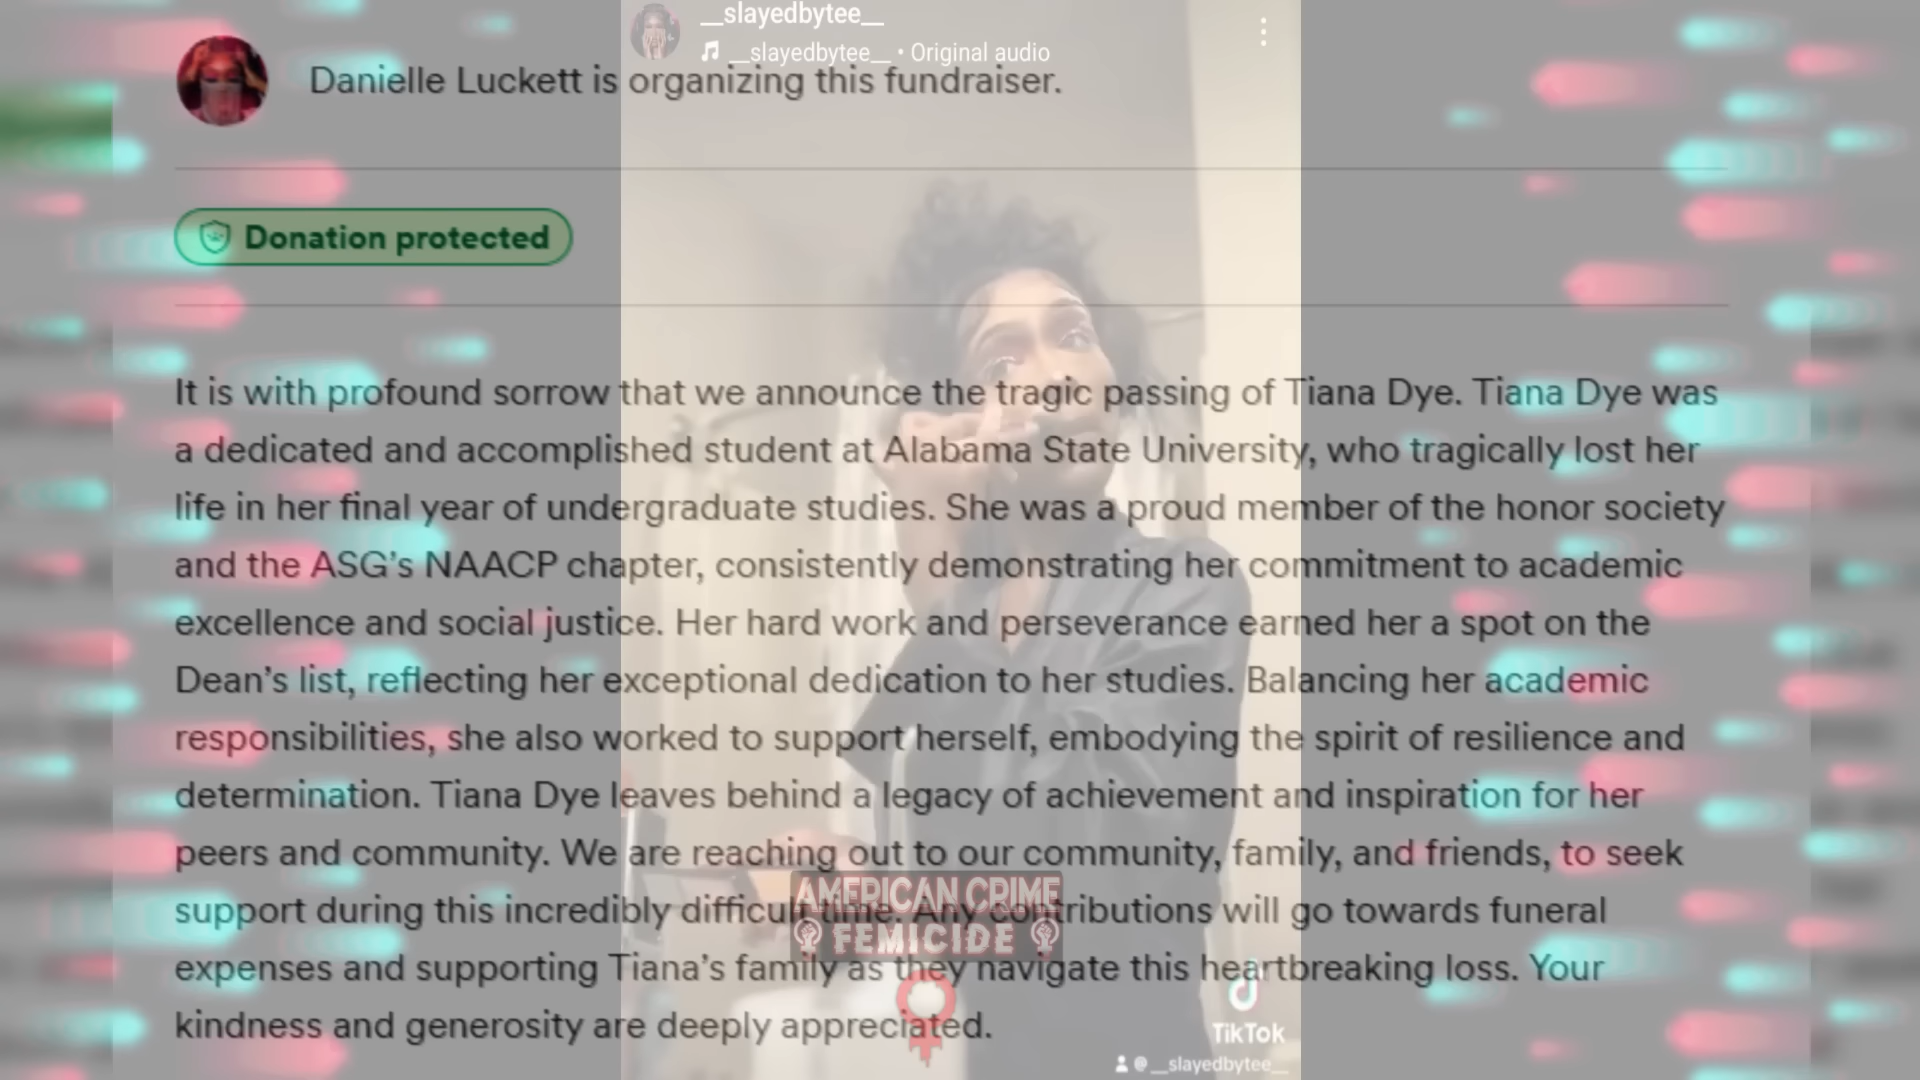 __slayedbytee__
__slayedbytee__ • Original audio
Danielle Luckett is organizing this fundraiser.
Donation protected
It is with profound sorrow that we announce the tragic passing of Tiana Dye. Tiana Dye was
a dedicated and accomplished student at Alabama State University, who tragically lost her
life in her final year of undergraduate studies. She was a proud member of the honor society
and the ASG’s NAACP chapter, consistently demonstrating her commitment to academic
excellence and social justice. Her hard work and perseverance earned her a spot on the
Dean’s list, reflecting her exceptional dedication to her studies. Balancing her academic
responsibilities, she also worked to support herself, embodying the spirit of resilience and
determination. Tiana Dye leaves behind a legacy of achievement and inspiration for her
peers and community. We are reaching out to our community, family, and friends, to seek
support during this incredibly Any contributions will go towards funeral
expenses and supporting Tiana’s family as they navigate this heartbreaking loss. Your
kindness and generosity are deeply appreciated.
AMERICAN CRIME
FEMICIDE
TikTok
@__slayedbytee__